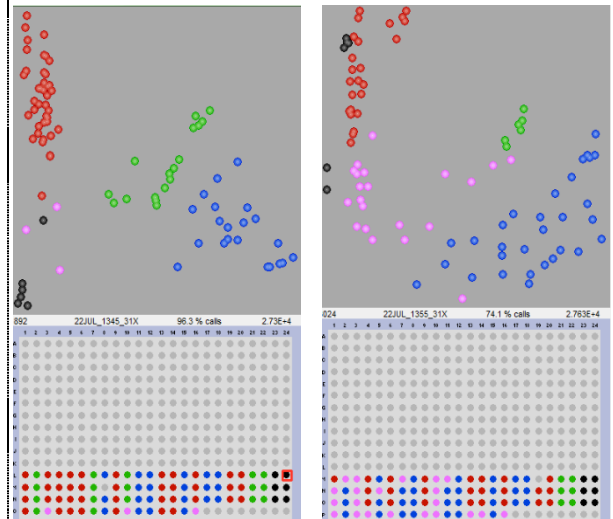 892 22JUL_1345_31X 96.3 % calls 2.73E+4
1 2 3 4 5 6 7 8 9 10 11 12 13 14 15 16 17 18 19 20 21 22 23 24
A
B
C
D
E
F
G
H
I
J
K
L
M
N
O
024 22JUL_1355_31X 74.1 % calls 2.763E+4
1 2 3 4 5 6 7 8 9 10 11 12 13 14 15 16 17 18 19 20 21 22 23 24
A
B
C
D
E
F
G
H
I
J
K
L
M
N
O
P